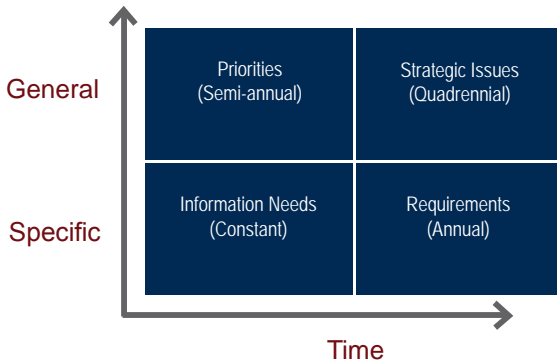 General
Priorities
(Semi-annual)
Strategic Issues
(Quadrennial)
Specific
Information Needs
(Constant)
Requirements
(Annual)
Time